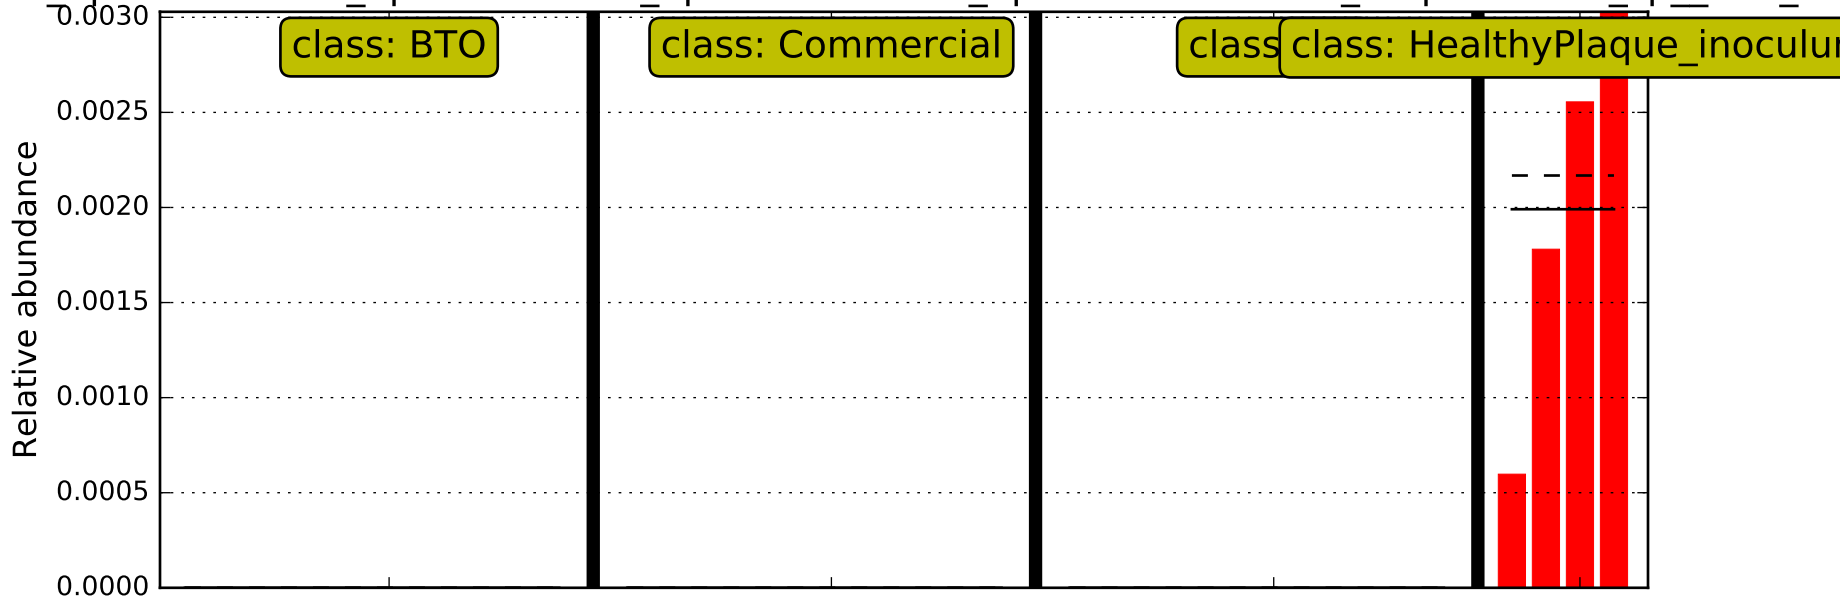 0.0030
class: BTO
class: Commercial
class
class: HealthyPlaque_inoculu
0.0025
0.0020
0.0015
0.0010
0.0005
0.0000
Relative abundance